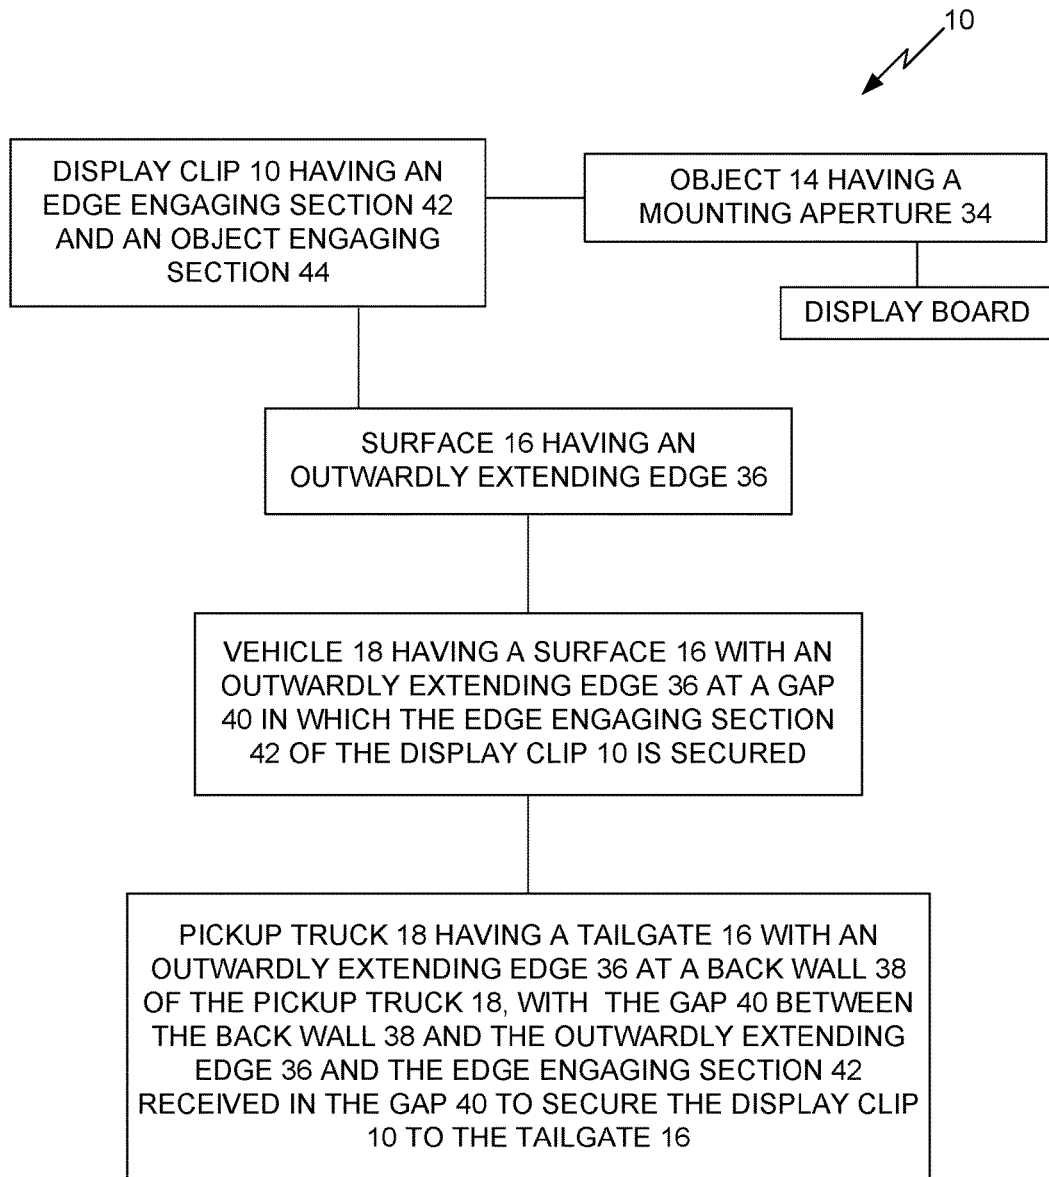 10
DISPLAY CLIP 10 HAVING AN
EDGE ENGAGING SECTION 42
AND AN OBJECT ENGAGING
SECTION 44
OBJECT 14 HAVING A
MOUNTING APERTURE 34
DISPLAY BOARD
SURFACE 16 HAVING AN
OUTWARDLY EXTENDING EDGE 36
VEHICLE 18 HAVING A SURFACE 16 WITH AN
OUTWARDLY EXTENDING EDGE 36 AT A GAP
40 IN WHICH THE EDGE ENGAGING SECTION
42 OF THE DISPLAY CLIP 10 IS SECURED
PICKUP TRUCK 18 HAVING A TAILGATE 16 WITH AN
OUTWARDLY EXTENDING EDGE 36 AT A BACK WALL 38
OF THE PICKUP TRUCK 18, WITH THE GAP 40 BETWEEN
THE BACK WALL 38 AND THE OUTWARDLY EXTENDING
EDGE 36 AND THE EDGE ENGAGING SECTION 42
RECEIVED IN THE GAP 40 TO SECURE THE DISPLAY CLIP
10 TO THE TAILGATE 16